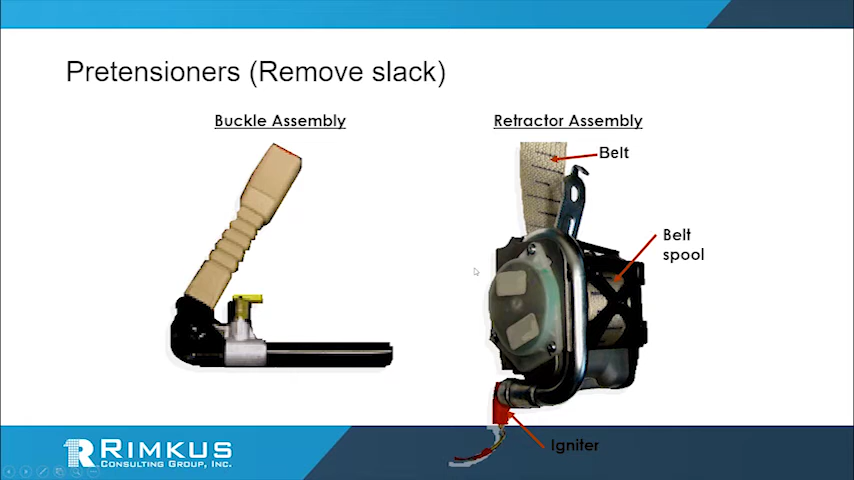 Pretensioners (Remove slack)
Buckle Assembly
Retractor Assembly
Belt
Belt
spool
Igniter
RIMKUS
CONSULTING GROUP, INC.